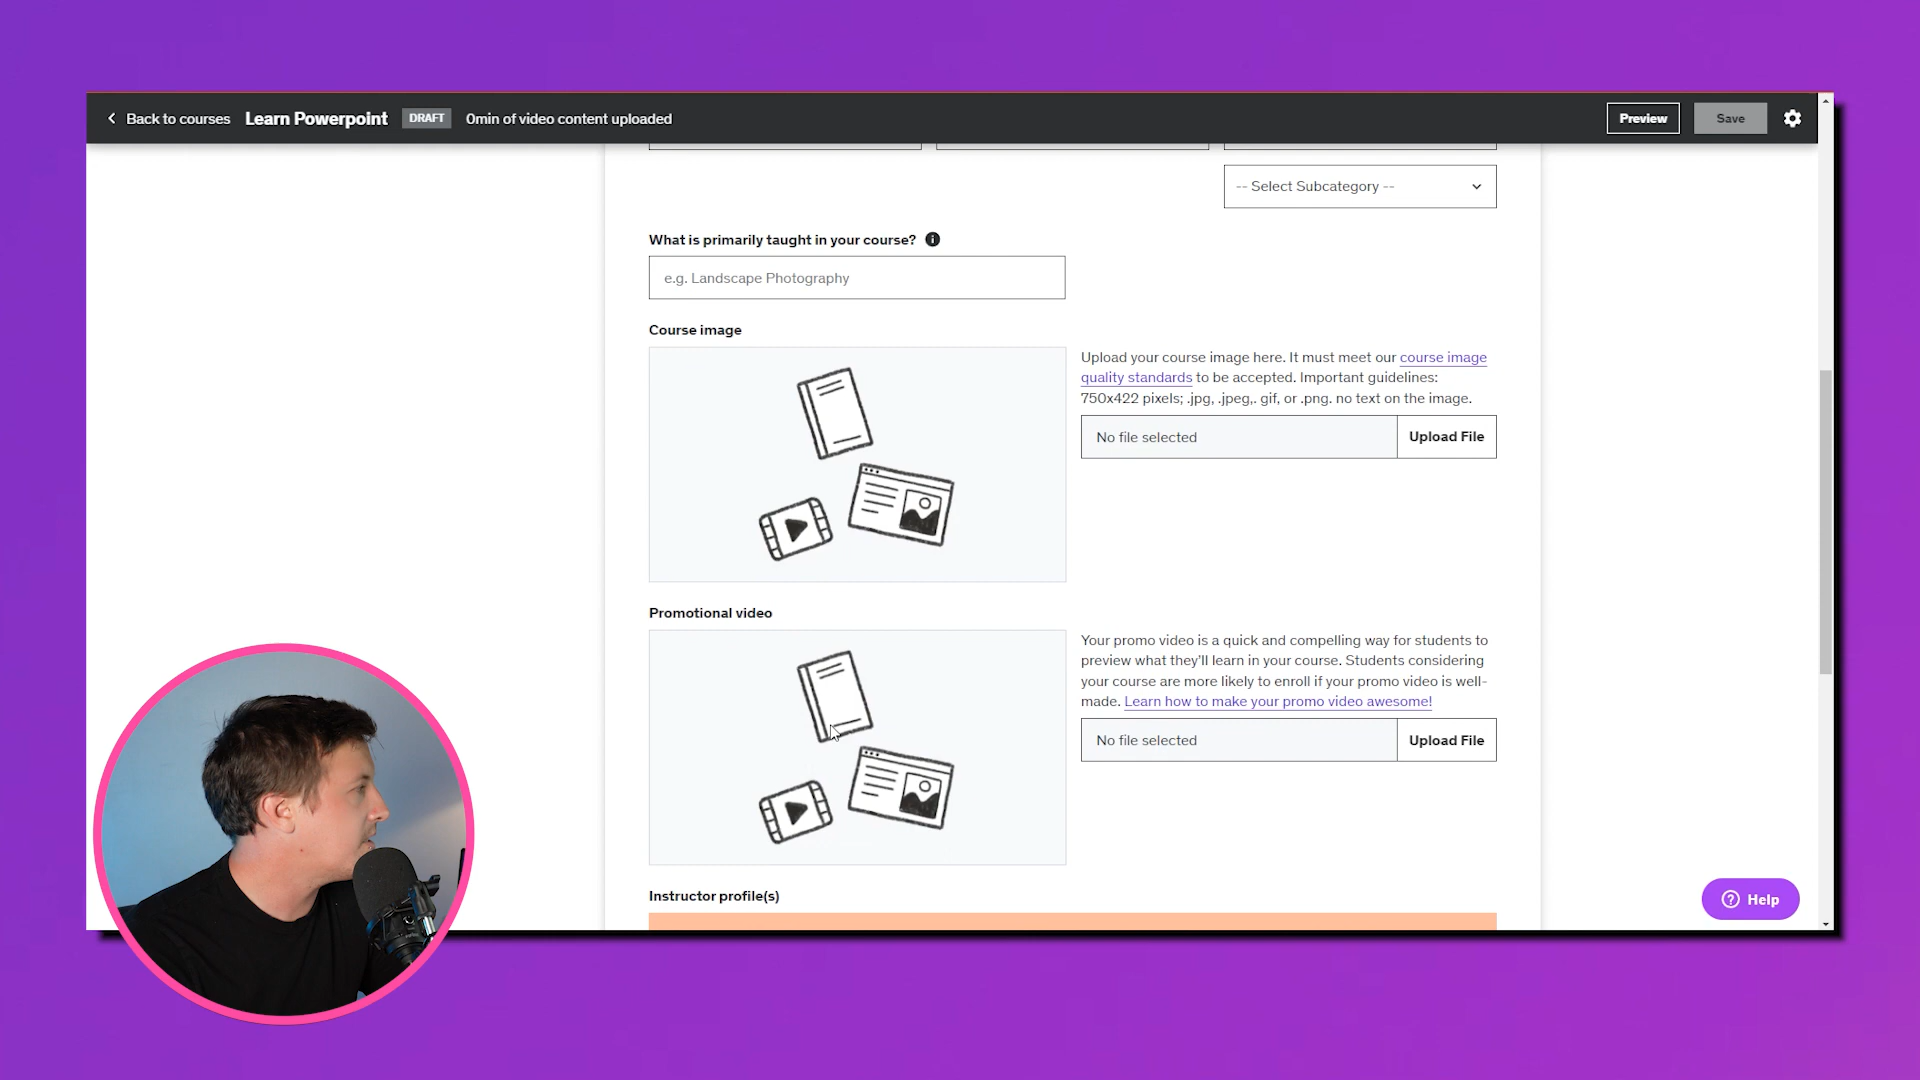 Back to courses Learn Powerpoint DRAFT 0min of video content uploaded Preview Save
-- Select Subcategory --
What is primarily taught in your course?
e.g. Landscape Photography
Course image
Upload your course image here. It must meet our course image
quality standards to be accepted. Important guidelines:
750x422 pixels; .jpg, .jpeg,. gif, or .png. no text on the image.
No file selected Upload File
Promotional video
Your promo video is a quick and compelling way for students to
preview what they'll learn in your course. Students considering
your course are more likely to enroll if your promo video is well-
made. Learn how to make your promo video awesome!
No file selected Upload File
Instructor profile(s)
Help